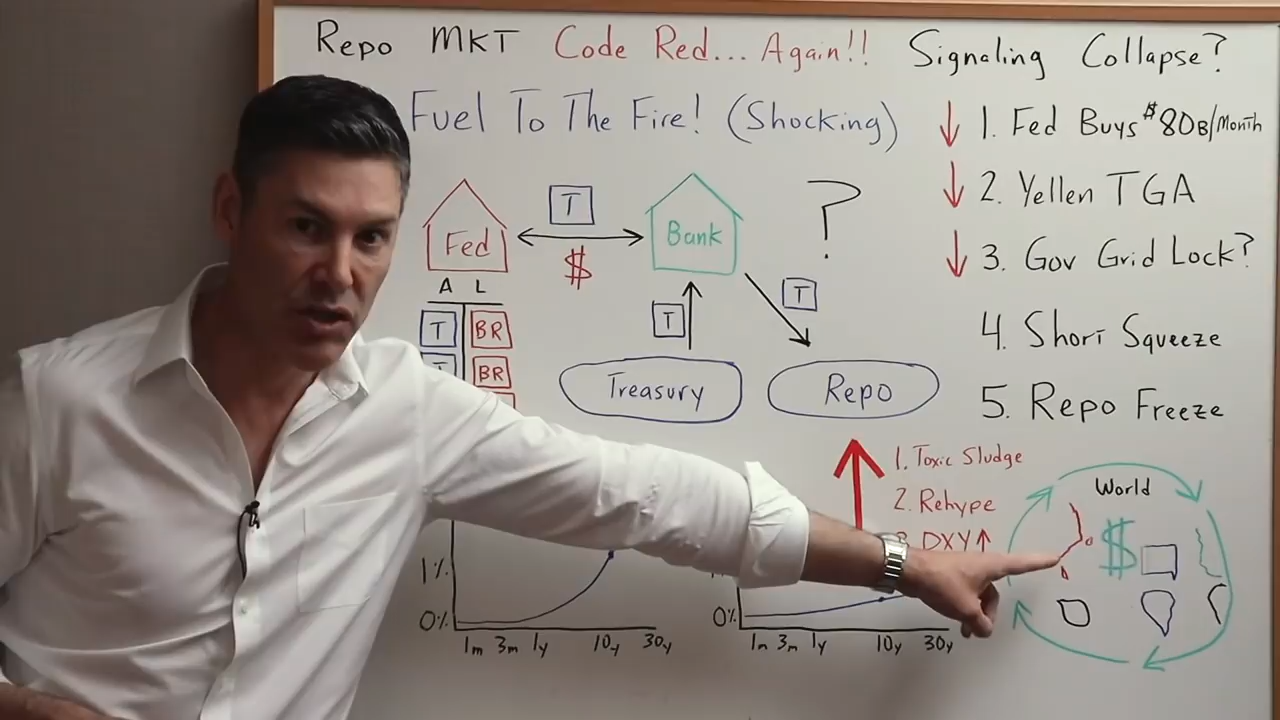 Repo MKT Code Red... Again!! Signaling Collapse?
Fuel To The Fire! (Shocking)
1. Fed Buys $80B/Month
2. Yellen TGA
3. Gov Grid Lock?
4. Short Squeeze
5. Repo Freeze
Fed
T
$
Bank
?
A L
T BR
T BR
T
T
Treasury
Repo
1. Toxic Sludge
2. Rehype
3. DXY
World
$
1%
0%
1m 3m 1y 10y 30y
0%
1m 3m 1y 10y 30y